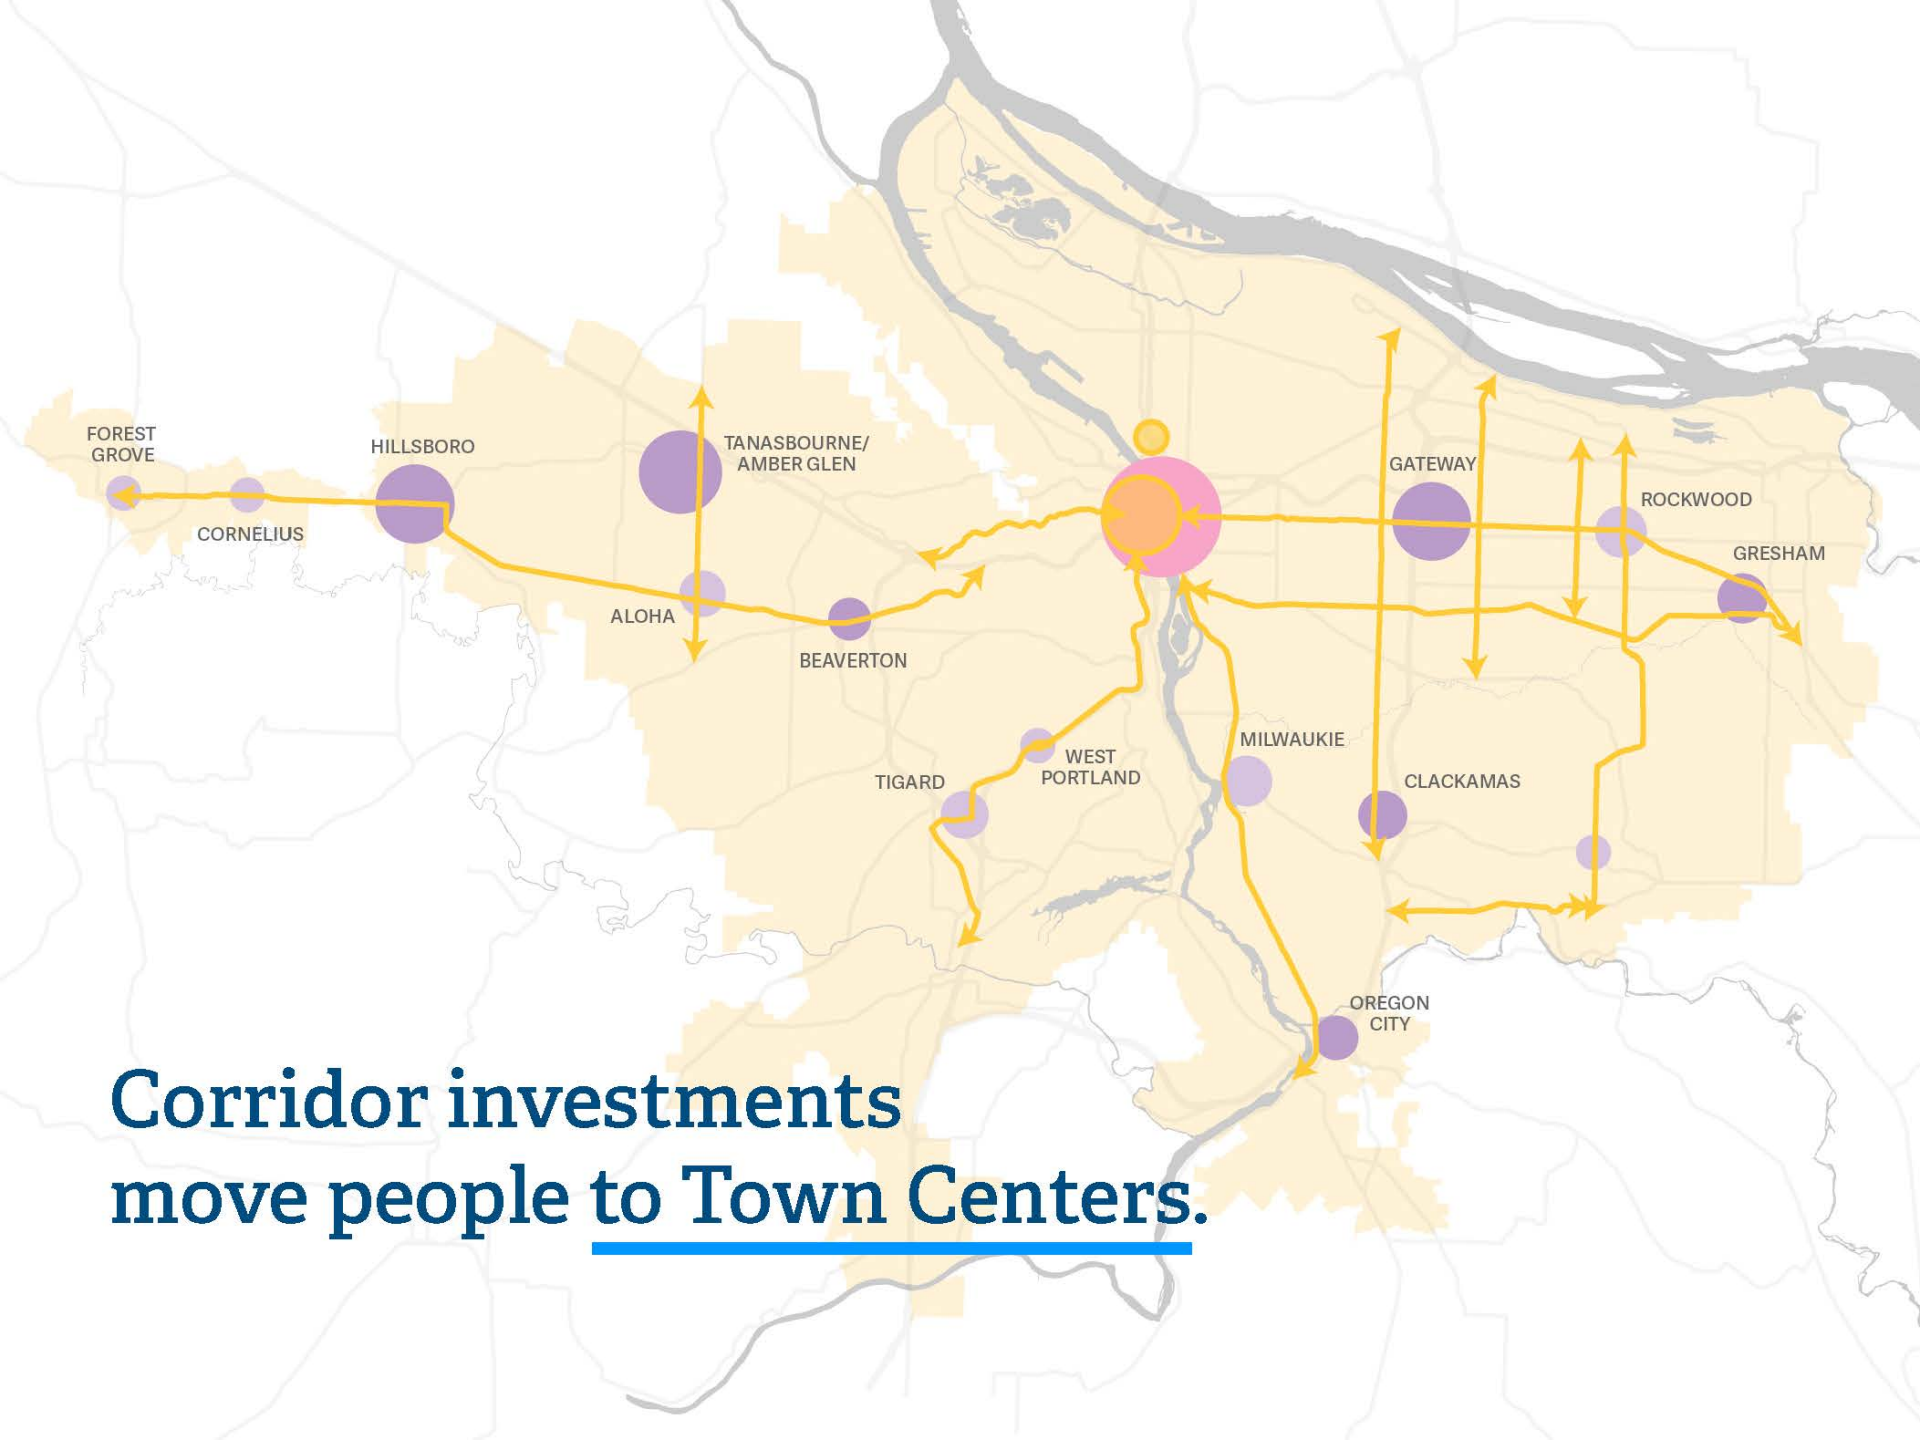 FOREST
GROVE
HILLSBORO
TANASBOURNE/
AMBER GLEN
GATEWAY
ROCKWOOD
CORNELIUS
GRESHAM
ALOHA
BEAVERTON
MILWAUKIE
WEST
PORTLAND
TIGARD
CLACKAMAS
OREGON
CITY
Corridor investments
move people to Town Centers.